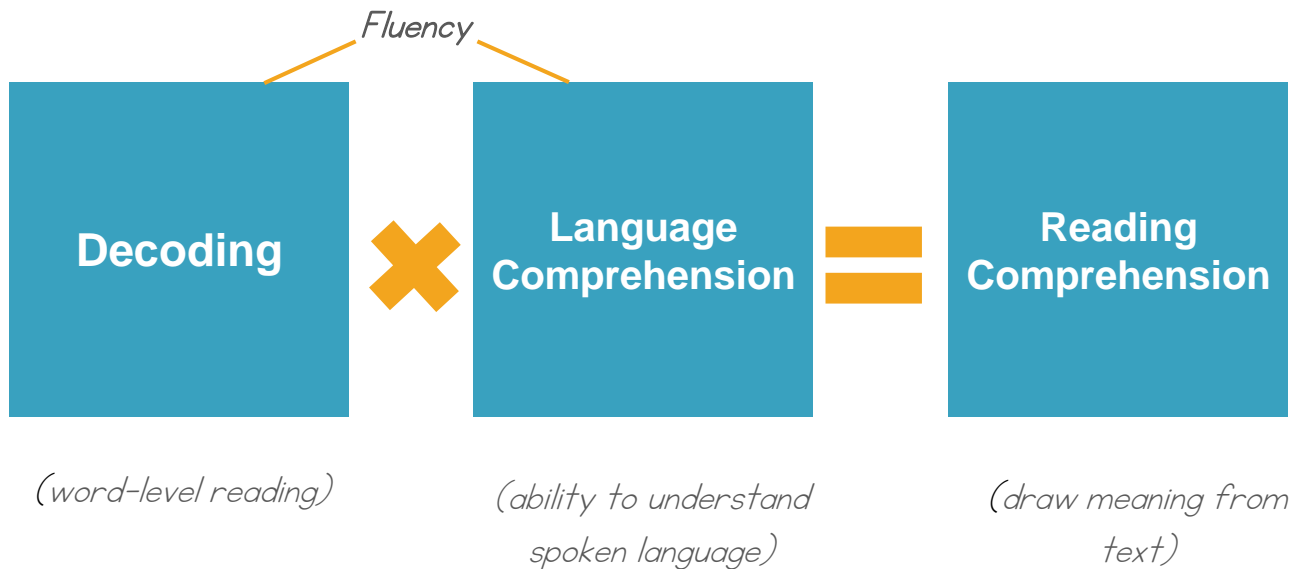 Fluency
Decoding
Language
Comprehension
Reading
Comprehension
(word-level reading)
(ability to understand
spoken language)
(draw meaning from
text)